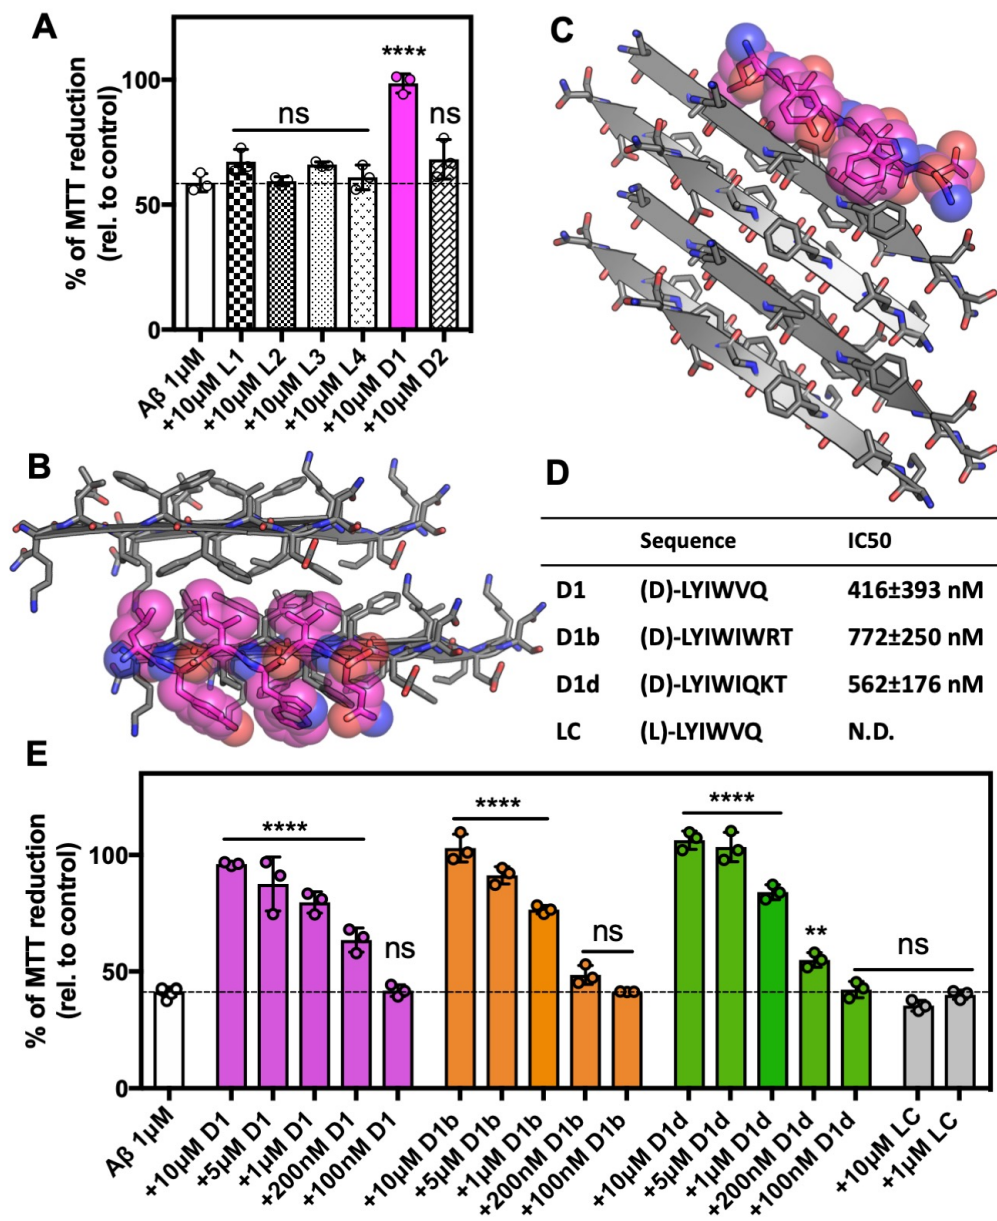 A
% of MTT reduction
(rel. to control)
100
50
0
ns
****
ns
Aβ 1μM
+10μM L1
+10μM L2
+10μM L3
+10μM L4
+10μM D1
+10μM D2
C
B
D
Sequence IC50
D1 (D)-LYIWVQ 416±393 nM
D1b (D)-LYIWIWRT 772±250 nM
D1d (D)-LYIWIQKT 562±176 nM
LC (L)-LYIWVQ N.D.
E
% of MTT reduction
(rel. to control)
100
50
0
****
ns
****
ns
****
**
ns
Aβ 1μM
+10μM D1
+5μM D1
+1μM D1
+200nM D1
+100nM D1
+10μM D1b
+5μM D1b
+1μM D1b
+200nM D1b
+100nM D1b
+10μM D1d
+5μM D1d
+1μM D1d
+200nM D1d
+100nM D1d
+10μM LC
+1μM LC